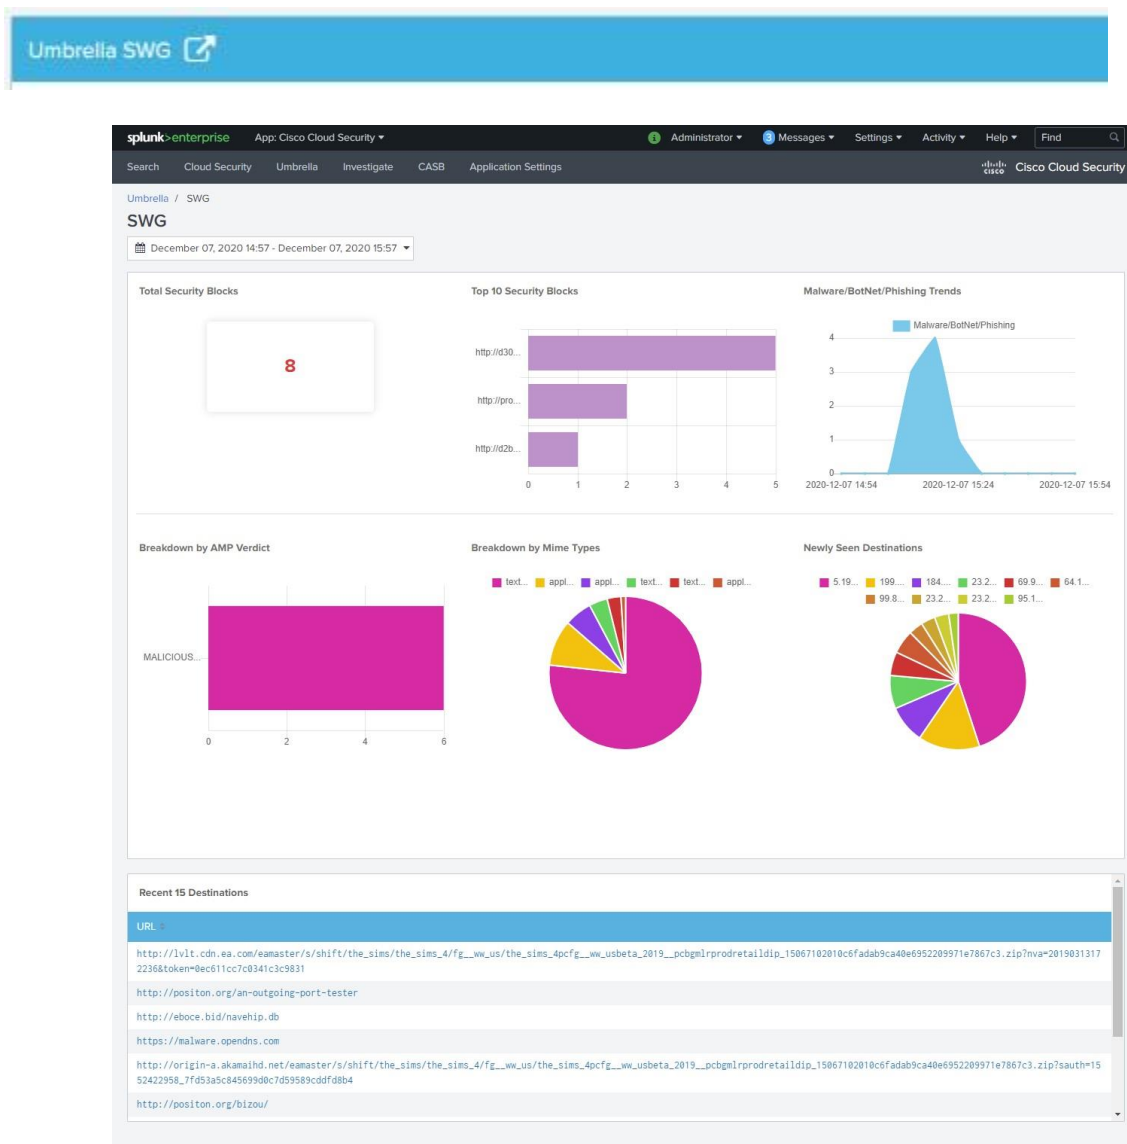 Umbrella SWG
splunk>enterprise App: Cisco Cloud Security
i Administrator 3 Messages Settings Activity Help Find
Search Cloud Security Umbrella Investigate CASB Application Settings
cisco Cisco Cloud Security
Umbrella / SWG
SWG
December 07, 2020 14:57 - December 07, 2020 15:57
Total Security Blocks
8
Top 10 Security Blocks
http://d30...
http://pro...
http://d2b...
0 1 2 3 4 5
Malware/BotNet/Phishing Trends
Malware/BotNet/Phishing
4
3
2
1
0
2020-12-07 14:54 2020-12-07 15:24 2020-12-07 15:54
Breakdown by AMP Verdict
MALICIOUS...
0 2 4 6
Breakdown by Mime Types
text... appl... appl... text... text... appl...
Newly Seen Destinations
5.19... 199.... 184.... 23.2... 69.9... 64.1...
99.8... 23.2... 23.2... 95.1...
Recent 15 Destinations
URL
http://lvlt.cdn.ea.com/eamaster/s/shift/the_sims/the_sims_4/fg__ww_us/the_sims_4pcfg__ww_usbeta_2019__pcbgmlrprodretaildip_15067102010c6fadab9ca40e6952209971e7867c3.zip?nva=2019031317
2236&token=0ec611cc7c0341c3c9831
http://positon.org/an-outgoing-port-tester
http://eboce.bid/navehip.db
https://malware.opendns.com
http://origin-a.akamaihd.net/eamaster/s/shift/the_sims/the_sims_4/fg__ww_us/the_sims_4pcfg__ww_usbeta_2019__pcbgmlrprodretaildip_15067102010c6fadab9ca40e6952209971e7867c3.zip?sauth=15
52422958_7fd53a5c845699d0c7d59589cddfd8b4
http://positon.org/bizou/